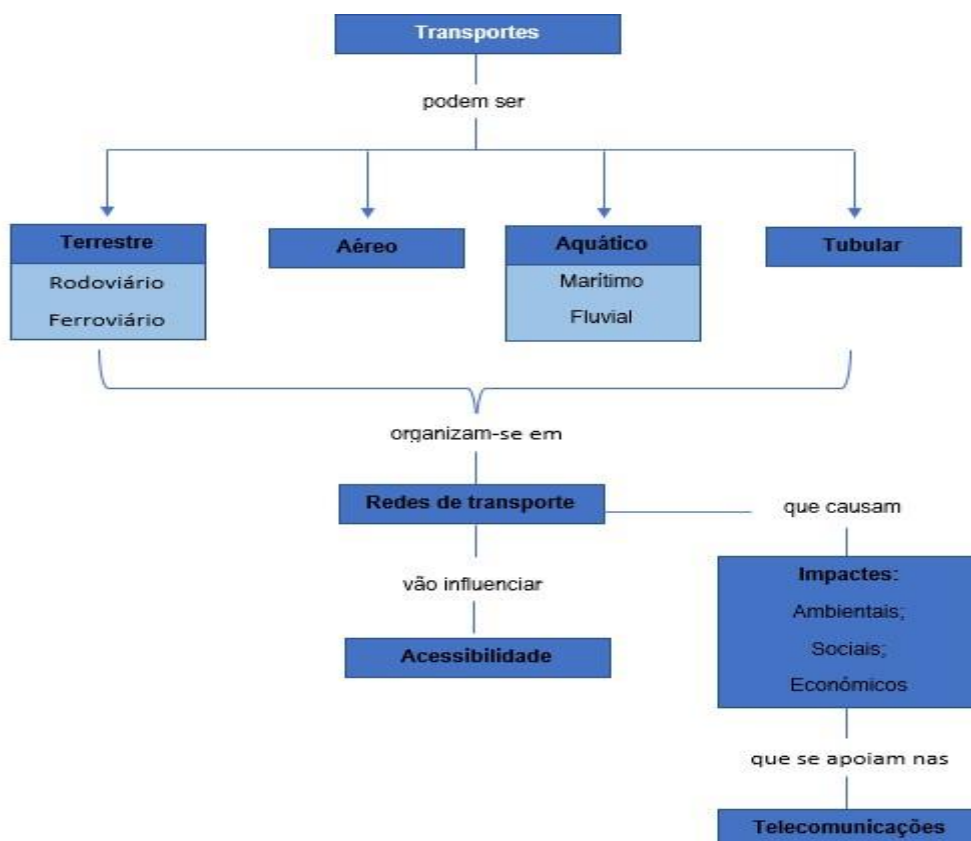 Transportes
podem ser
Terrestre
Rodoviário
Ferroviário
Aéreo
Aquático
Marítimo
Fluvial
Tubular
organizam-se em
Redes de transporte
vão influenciar
Acessibilidade
que causam
Impactes:
Ambientais;
Sociais;
Económicos
que se apoiam nas
Telecomunicações